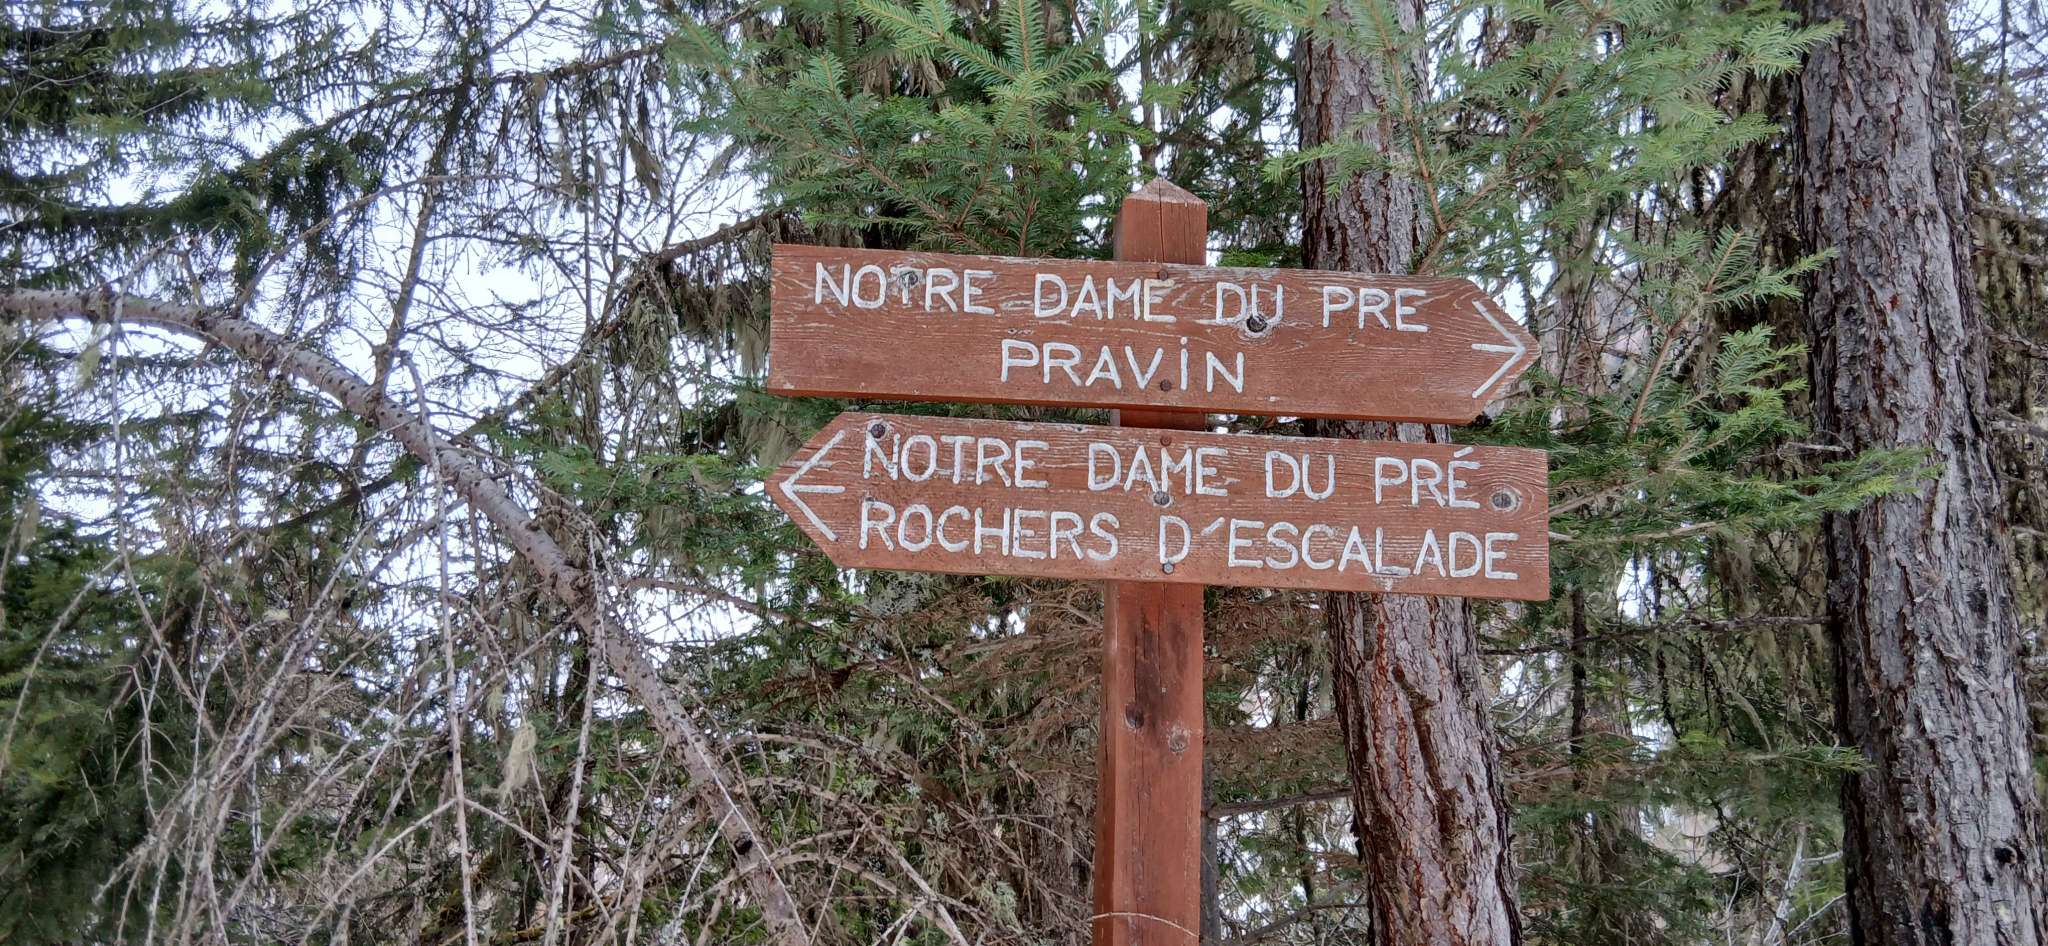 NOTRE DAME DU PRE
PRAViN
NOTRE DAME DU PRÉ
ROCHERS D'ESCALADE